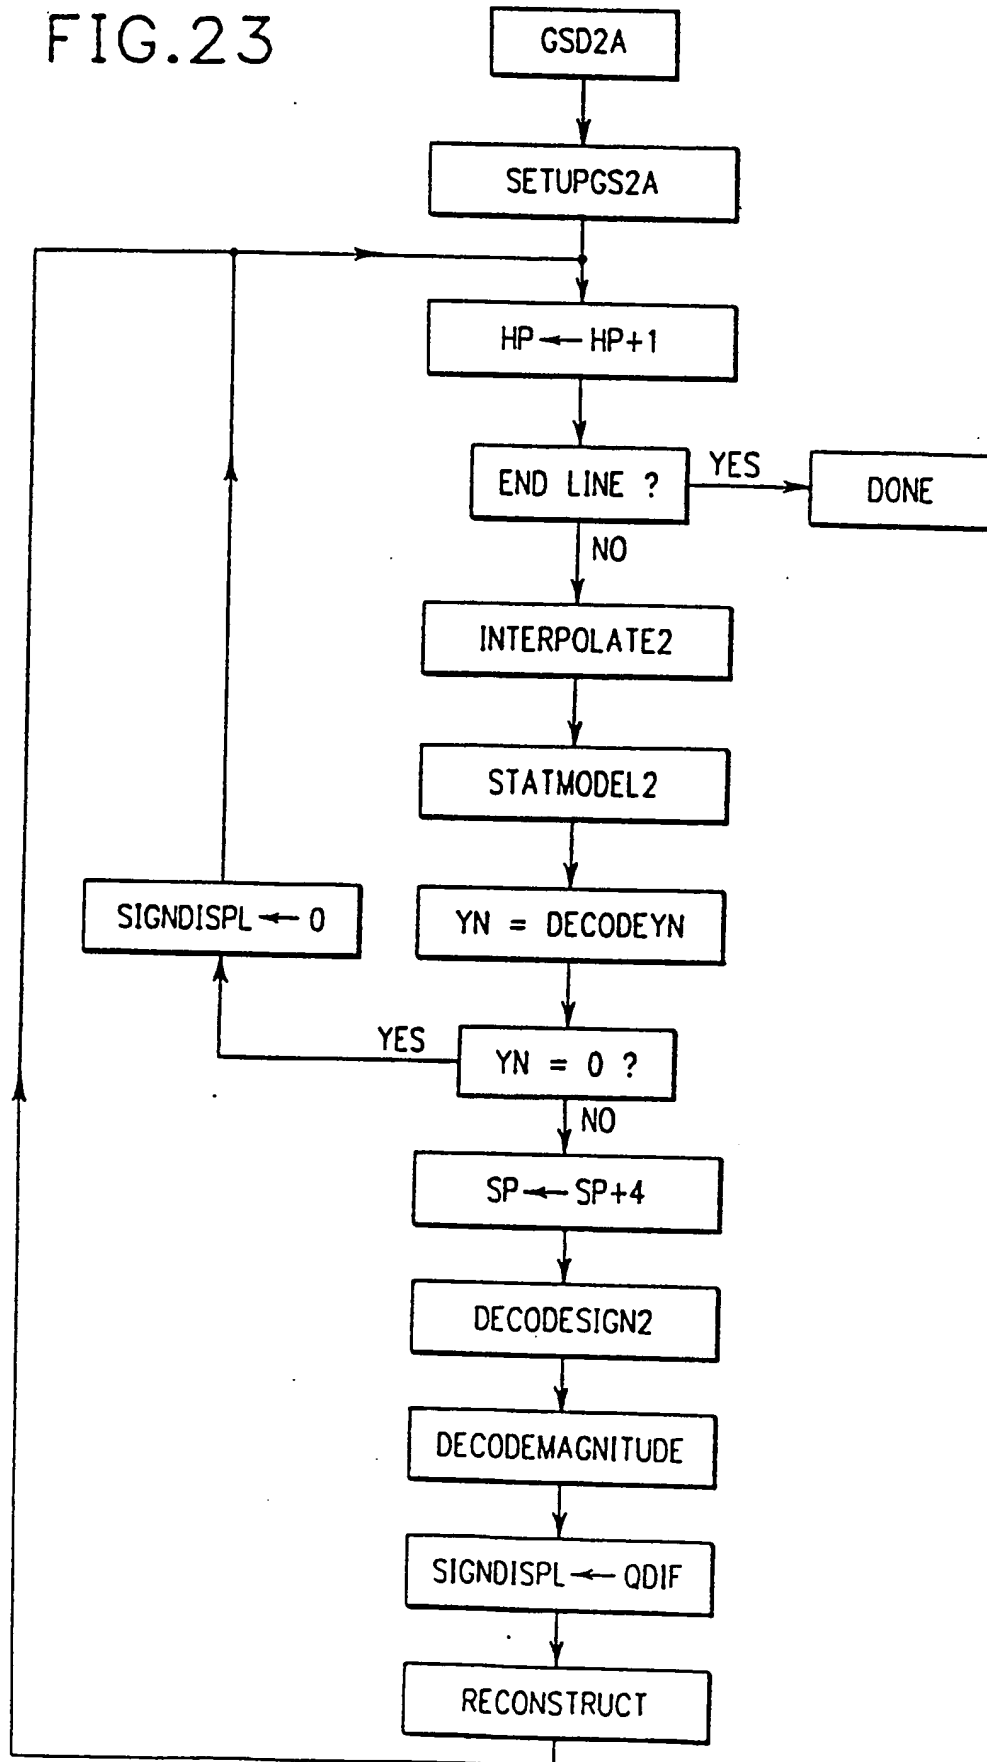 FIG.23
GSD2A
SETUPGS2A
HP ← HP+1
END LINE ?
YES
DONE
NO
INTERPOLATE2
STATMODEL2
SIGNDISPL ← 0
YN = DECODEYN
YES
YN = 0 ?
NO
SP ← SP+4
DECODESIGN2
DECODEMAGNITUDE
SIGNDISPL ← QDIF
RECONSTRUCT